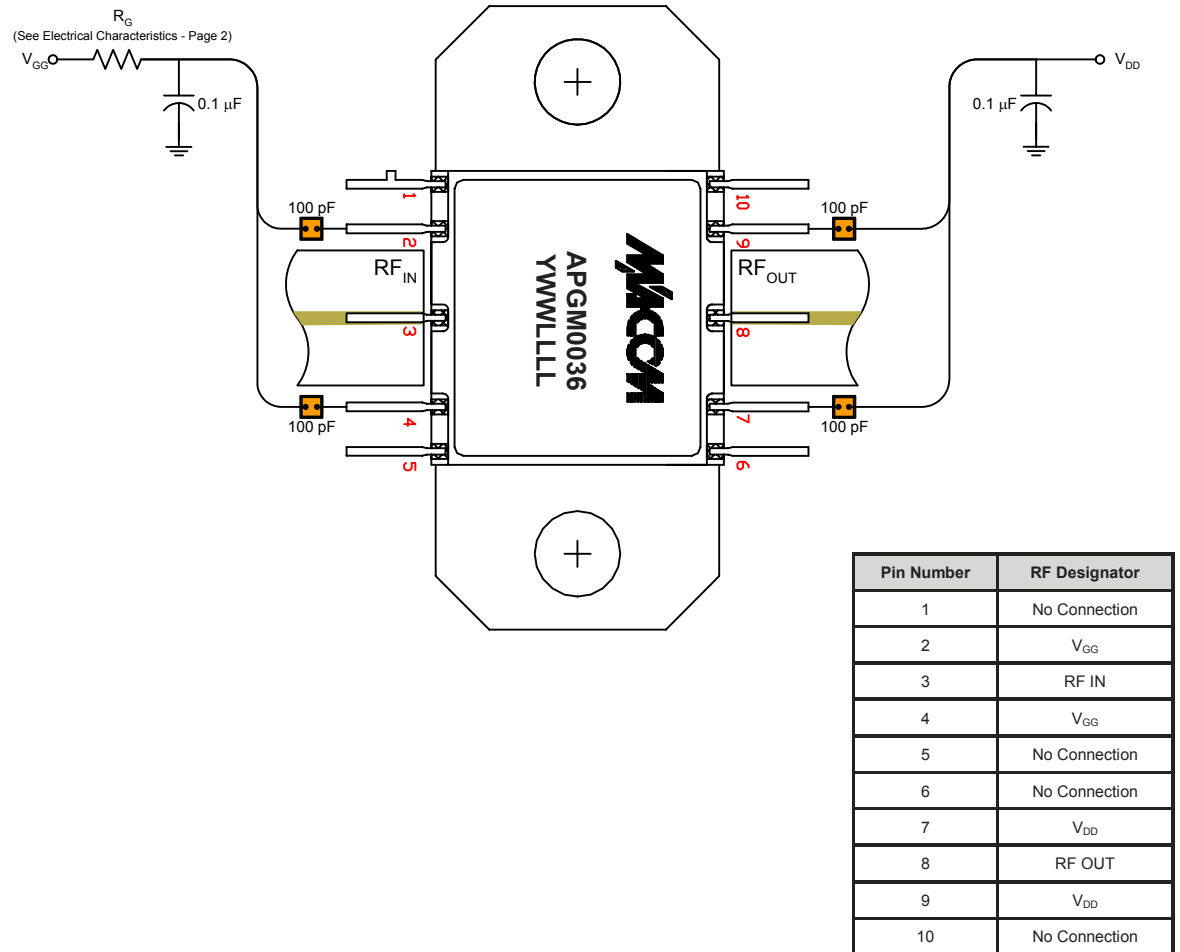 R_G
(See Electrical Characteristics - Page 2)
V_GG
0.1 μF
V_DD
0.1 μF
1
10
100 pF
2
9
100 pF
RF_IN
RF_OUT
3
8
MACOM
APGM0036
YWWLLLL
100 pF
4
7
100 pF
5
6
Pin Number RF Designator
1 No Connection
2 V_GG
3 RF IN
4 V_GG
5 No Connection
6 No Connection
7 V_DD
8 RF OUT
9 V_DD
10 No Connection